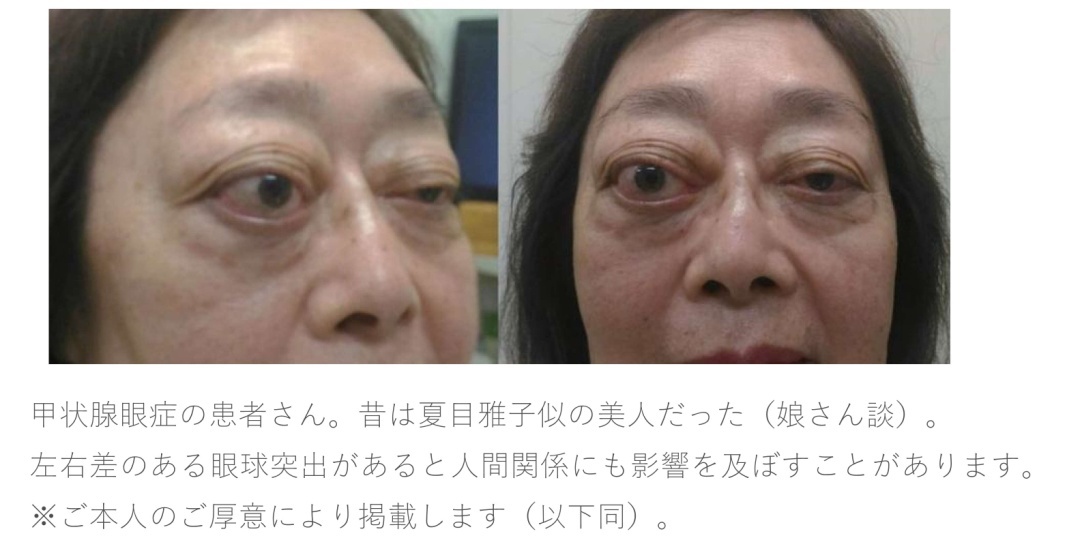 甲状腺眼症の患者さん。昔は夏目雅子似の美人だった（娘さん談）。
左右差のある眼球突出があると人間関係にも影響を及ぼすことがあります。
※ご本人のご厚意により掲載します（以下同）。